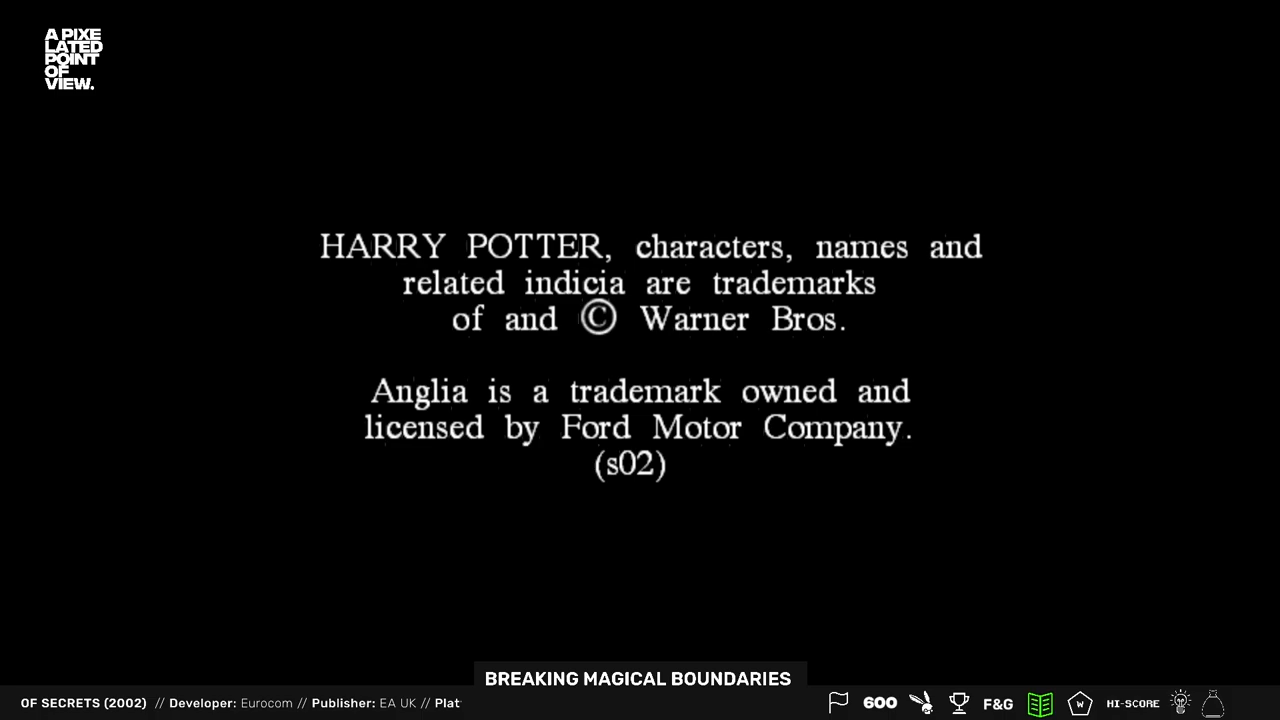 A PIXE
LATED
POINT
OF
VIEW.
HARRY POTTER, characters, names and
related indicia are trademarks
of and © Warner Bros.
Anglia is a trademark owned and
licensed by Ford Motor Company.
(s02)
BREAKING MAGICAL BOUNDARIES
OF SECRETS (2002) // Developer: Eurocom // Publisher: EA UK // Plat
600 F&G W HI-SCORE